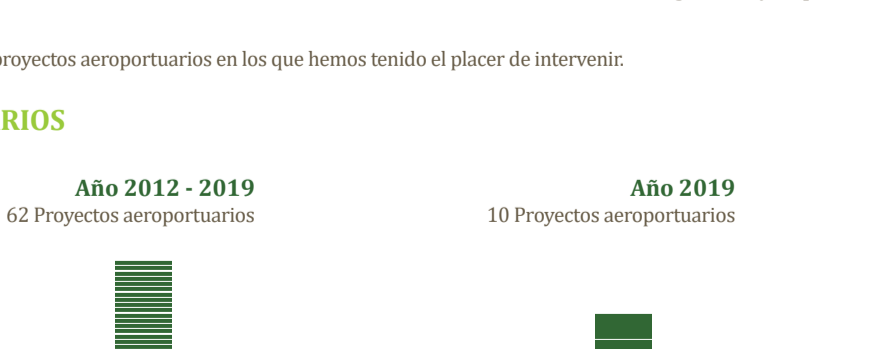 proyectos aeroportuarios en los que hemos tenido el placer de intervenir.
RIOS
Año 2012 - 2019
62 Proyectos aeroportuarios
Año 2019
10 Proyectos aeroportuarios